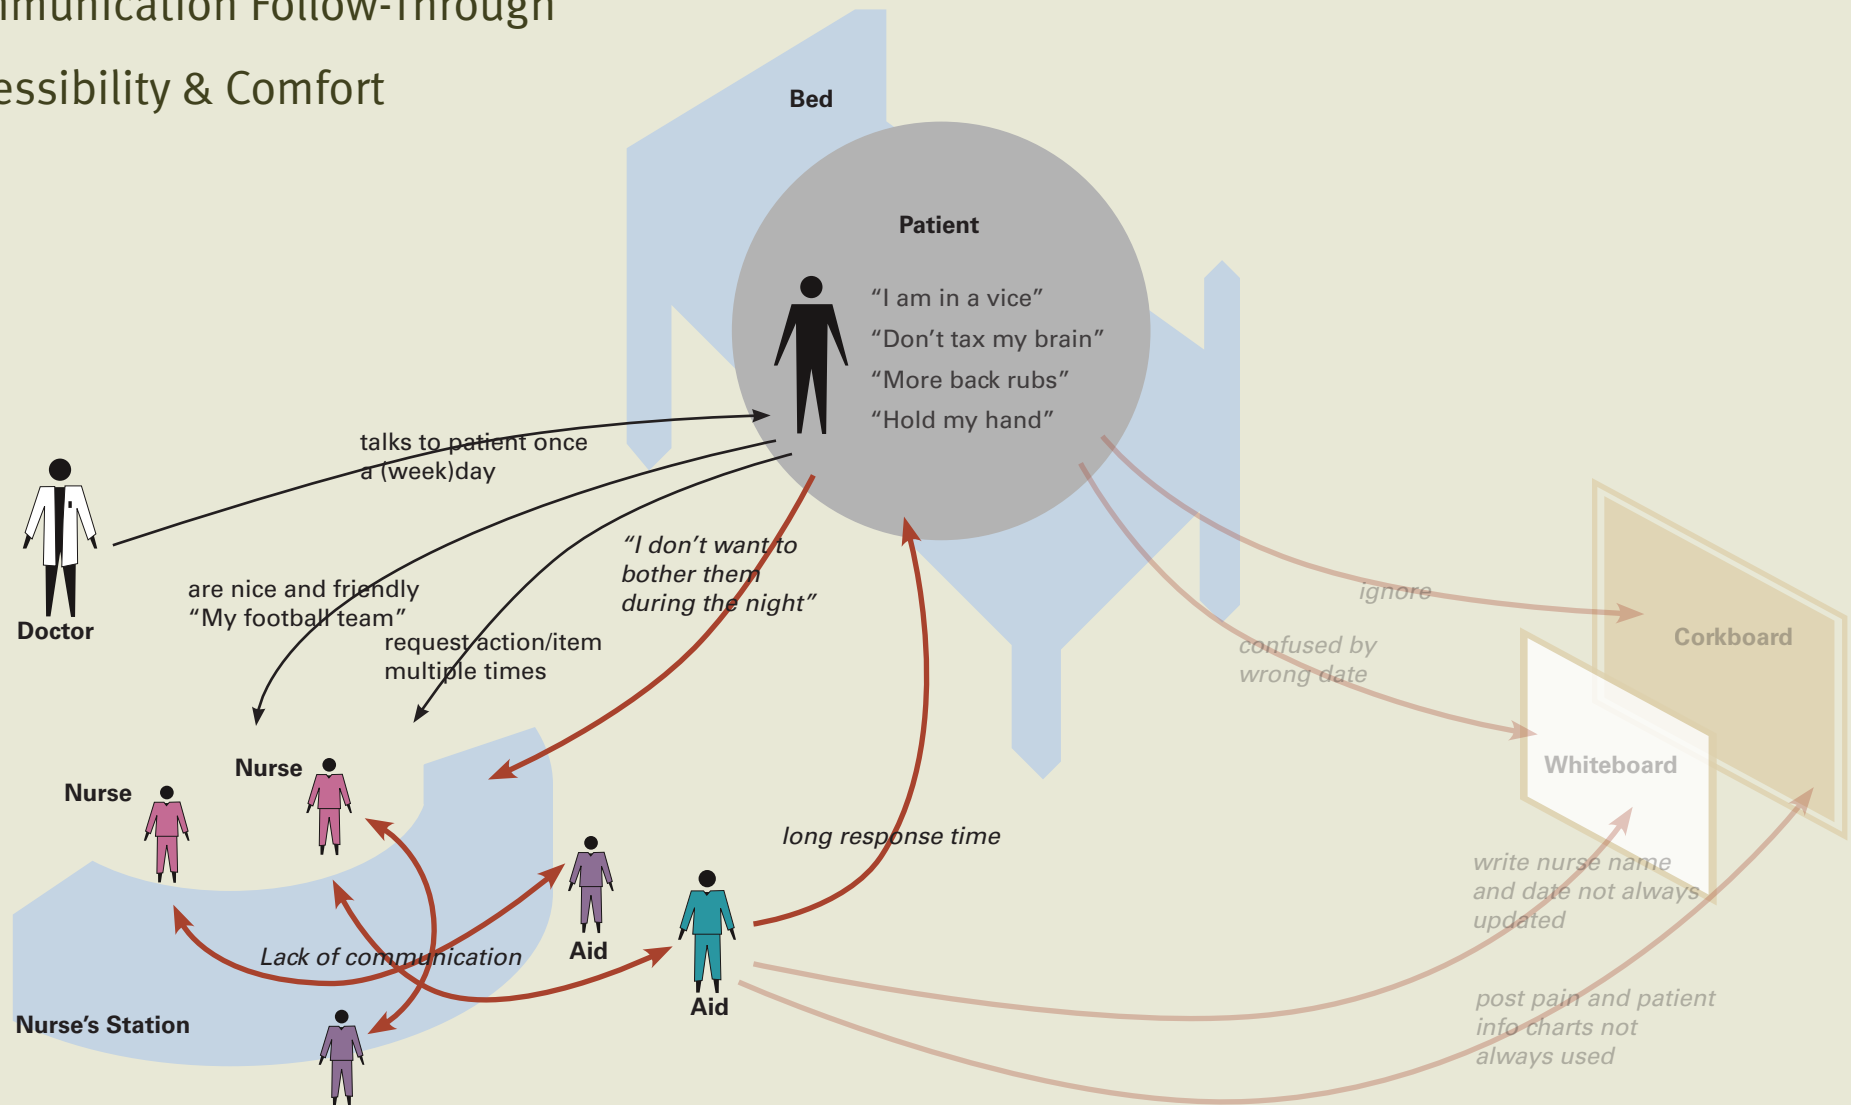 mmunication Follow-Through
essibility & Comfort
Bed
Patient
“I am in a vice”
“Don’t tax my brain”
“More back rubs”
“Hold my hand”
talks to patient once
a (week)day
Doctor
are nice and friendly
“My football team”
“I don’t want to
bother them
during the night”
request action/item
multiple times
ignore
confused by
wrong date
Corkboard
Whiteboard
Nurse
Nurse
long response time
write nurse name
and date not always
updated
Lack of communication
Aid
Aid
Nurse’s Station
post pain and patient
info charts not
always used